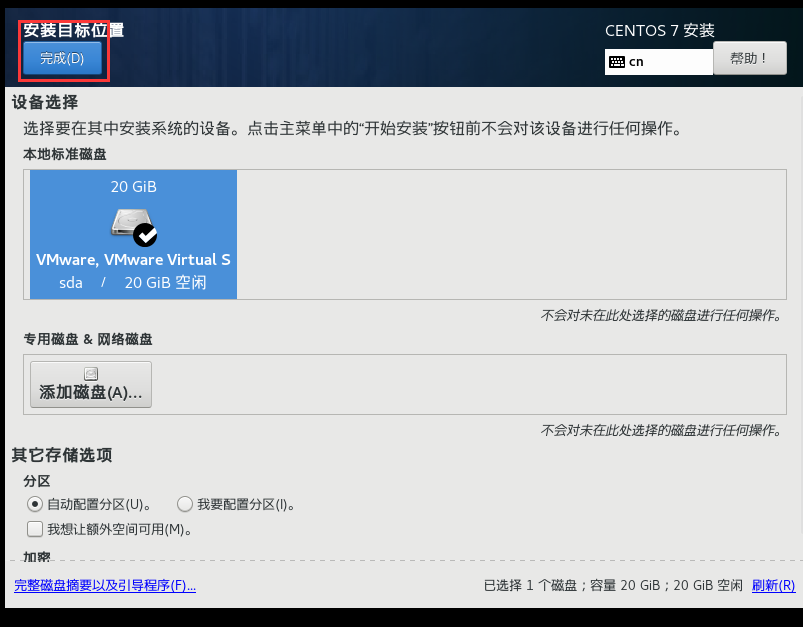 安装目标位置
CENTOS 7 安装
完成(D)
cn
帮助！
设备选择
选择要在其中安装系统的设备。点击主菜单中的“开始安装”按钮前不会对该设备进行任何操作。
本地标准磁盘
20 GiB
VMware, VMware Virtual S
sda / 20 GiB 空闲
不会对未在此处选择的磁盘进行任何操作。
专用磁盘 & 网络磁盘
添加磁盘(A)...
不会对未在此处选择的磁盘进行任何操作。
其它存储选项
分区
自动配置分区(U)。 我要配置分区(I)。
我想让额外空间可用(M)。
加密
完整磁盘摘要以及引导程序(F)... 已选择 1 个磁盘；容量 20 GiB；20 GiB 空闲 刷新(R)